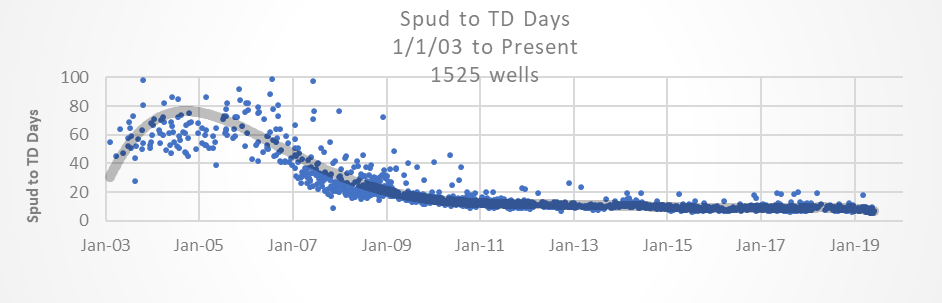 Spud to TD Days
1/1/03 to Present
1525 wells
Spud to TD Days
100
80
60
40
20
0
Jan-03 Jan-05 Jan-07 Jan-09 Jan-11 Jan-13 Jan-15 Jan-17 Jan-19